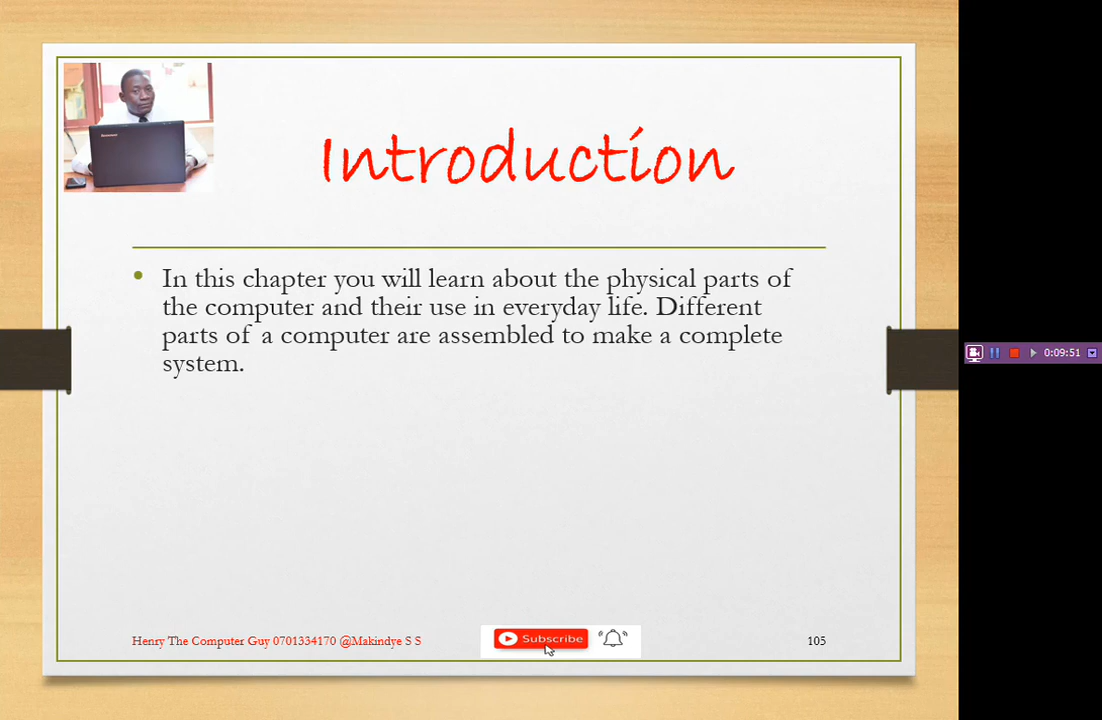 Introduction
• In this chapter you will learn about the physical parts of
the computer and their use in everyday life. Different
parts of a computer are assembled to make a complete
system.
0:09:51
Henry The Computer Guy 0701334170 @Makindye S S
Subscribe
105